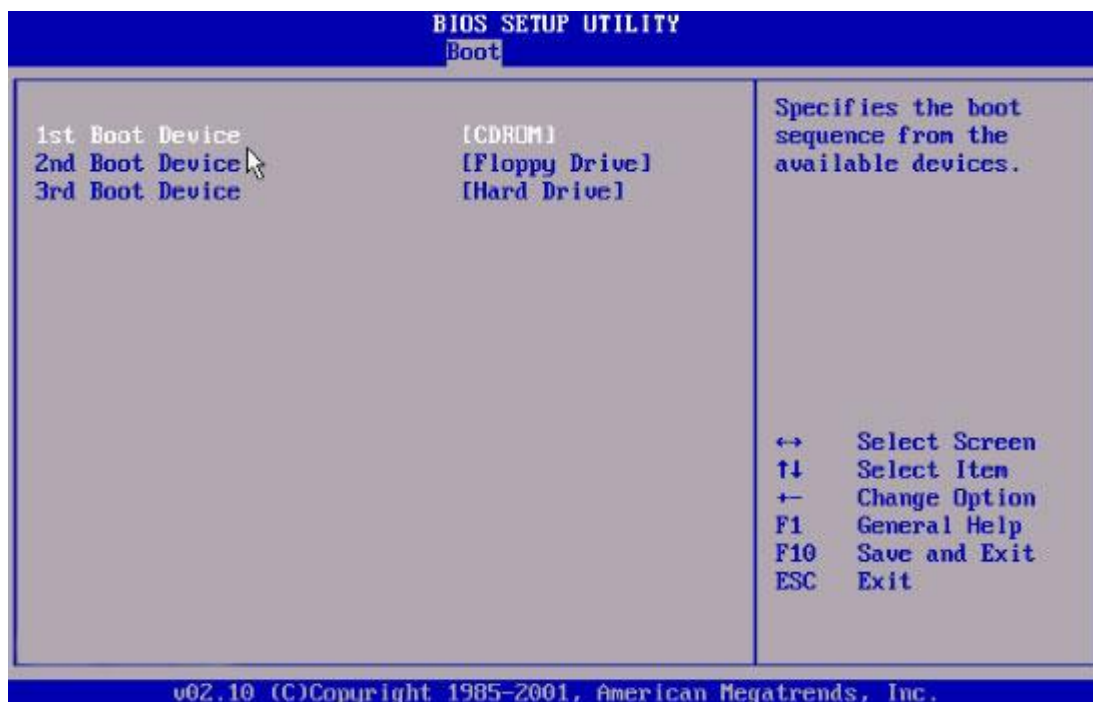 BIOS SETUP UTILITY
Boot
1st Boot Device [CDROM]
2nd Boot Device [Floppy Drive]
3rd Boot Device [Hard Drive]
Specifies the boot
sequence from the
available devices.
↔ Select Screen
↑↓ Select Item
+- Change Option
F1 General Help
F10 Save and Exit
ESC Exit
v02.10 (C)Copyright 1985-2001, American Megatrends, Inc.